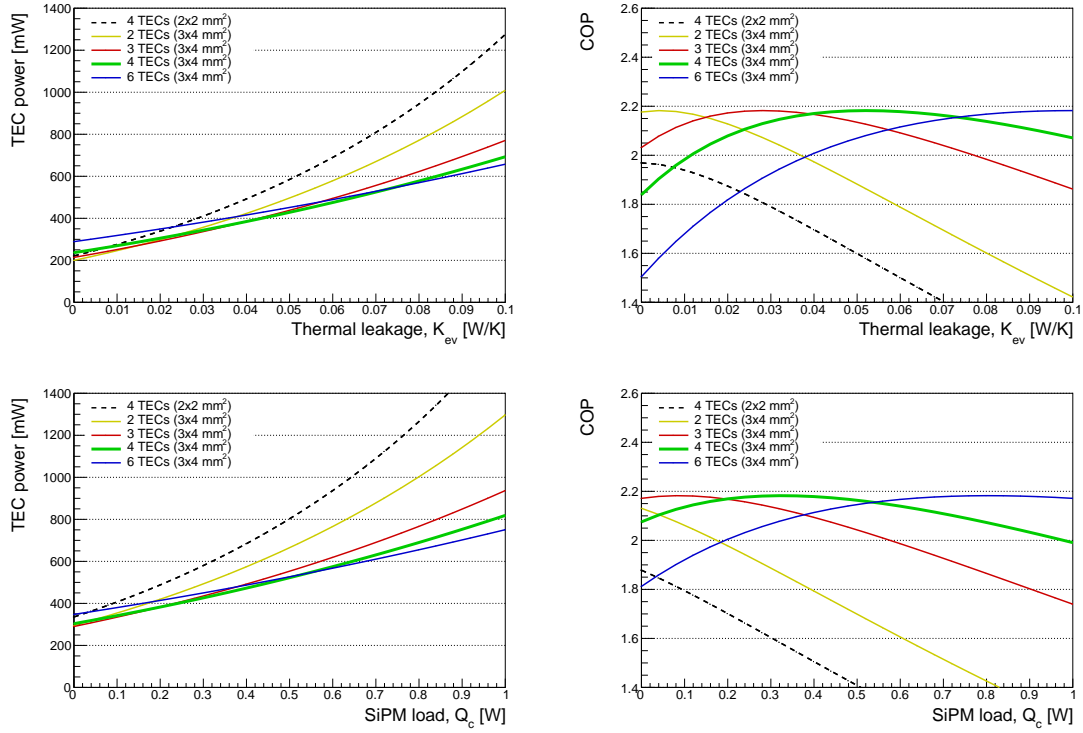 TEC power [mW]
1400
1200
1000
800
600
400
200
0
4 TECs (2x2 mm²)
2 TECs (3x4 mm²)
3 TECs (3x4 mm²)
4 TECs (3x4 mm²)
6 TECs (3x4 mm²)
0 0.01 0.02 0.03 0.04 0.05 0.06 0.07 0.08 0.09 0.1
Thermal leakage, K_ev [W/K]
COP
2.6
2.4
2.2
2
1.8
1.6
1.4
4 TECs (2x2 mm²)
2 TECs (3x4 mm²)
3 TECs (3x4 mm²)
4 TECs (3x4 mm²)
6 TECs (3x4 mm²)
0 0.01 0.02 0.03 0.04 0.05 0.06 0.07 0.08 0.09 0.1
Thermal leakage, K_ev [W/K]
TEC power [mW]
1400
1200
1000
800
600
400
200
0
4 TECs (2x2 mm²)
2 TECs (3x4 mm²)
3 TECs (3x4 mm²)
4 TECs (3x4 mm²)
6 TECs (3x4 mm²)
0 0.1 0.2 0.3 0.4 0.5 0.6 0.7 0.8 0.9 1
SiPM load, Q_c [W]
COP
2.6
2.4
2.2
2
1.8
1.6
1.4
4 TECs (2x2 mm²)
2 TECs (3x4 mm²)
3 TECs (3x4 mm²)
4 TECs (3x4 mm²)
6 TECs (3x4 mm²)
0 0.1 0.2 0.3 0.4 0.5 0.6 0.7 0.8 0.9 1
SiPM load, Q_c [W]